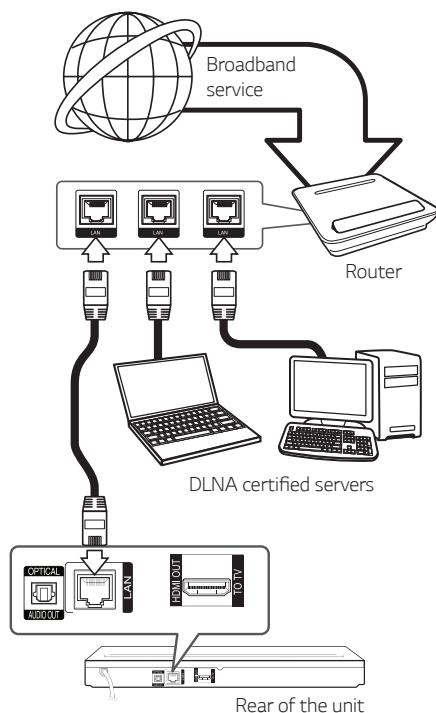 Broadband
service
LAN
LAN
LAN
Router
DLNA certified servers
OPTICAL
AUDIO OUT
LAN
HDMI OUT
TO TV
Rear of the unit